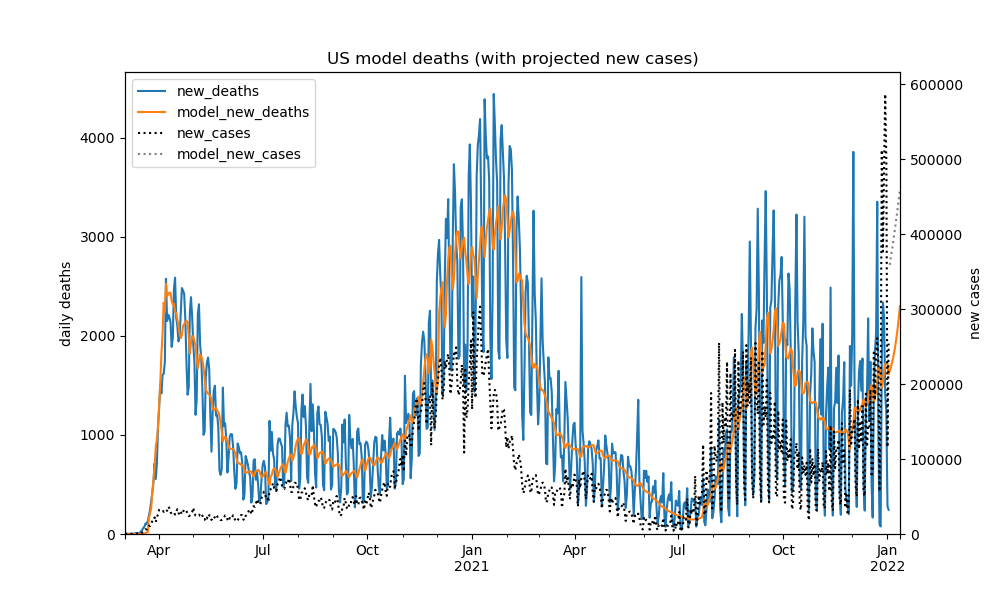 US model deaths (with projected new cases)
new_deaths
model_new_deaths
new_cases
model_new_cases
daily deaths
4000
3000
2000
1000
0
600000
500000
400000
300000
200000
100000
0
new cases
Apr
Jul
Oct
Jan
2021
Apr
Jul
Oct
Jan
2022